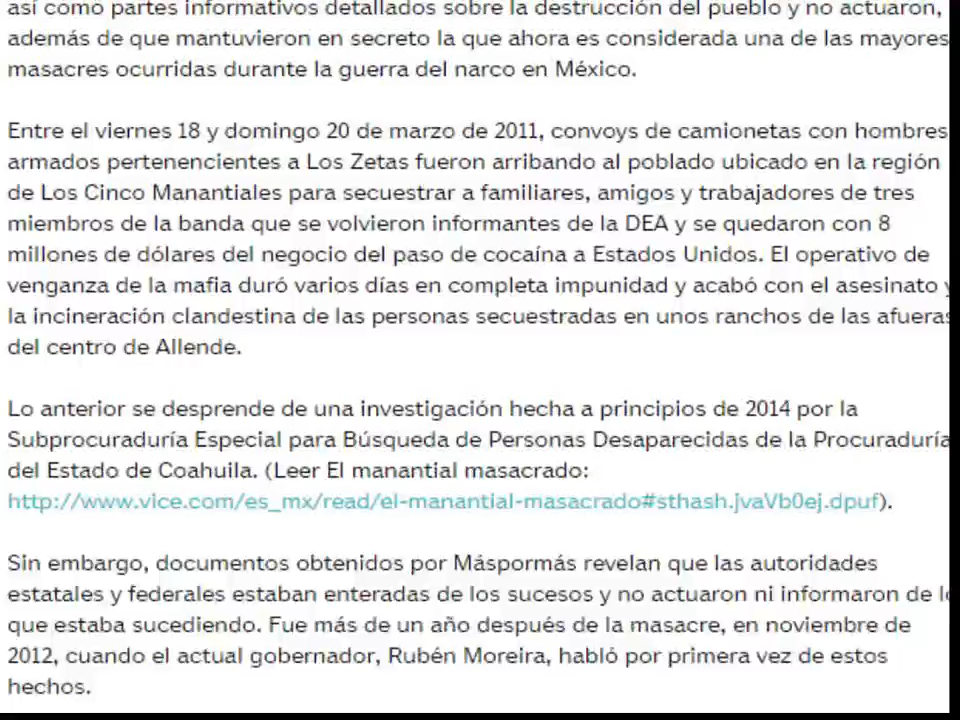 así como partes informativos detallados sobre la destrucción del pueblo y no actuaron,
además de que mantuvieron en secreto la que ahora es considerada una de las mayores
masacres ocurridas durante la guerra del narco en México.
Entre el viernes 18 y domingo 20 de marzo de 2011, convoys de camionetas con hombres
armados pertenencientes a Los Zetas fueron arribando al poblado ubicado en la región
de Los Cinco Manantiales para secuestrar a familiares, amigos y trabajadores de tres
miembros de la banda que se volvieron informantes de la DEA y se quedaron con 8
millones de dólares del negocio del paso de cocaína a Estados Unidos. El operativo de
venganza de la mafia duró varios días en completa impunidad y acabó con el asesinato y
la incineración clandestina de las personas secuestradas en unos ranchos de las afueras
del centro de Allende.
Lo anterior se desprende de una investigación hecha a principios de 2014 por la
Subprocuraduría Especial para Búsqueda de Personas Desaparecidas de la Procuraduría
del Estado de Coahuila. (Leer El manantial masacrado:
http://www.vice.com/es_mx/read/el-manantial-masacrado#sthash.jvaVb0ej.dpuf).
Sin embargo, documentos obtenidos por Máspormás revelan que las autoridades
estatales y federales estaban enteradas de los sucesos y no actuaron ni informaron de lo
que estaba sucediendo. Fue más de un año después de la masacre, en noviembre de
2012, cuando el actual gobernador, Rubén Moreira, habló por primera vez de estos
hechos.